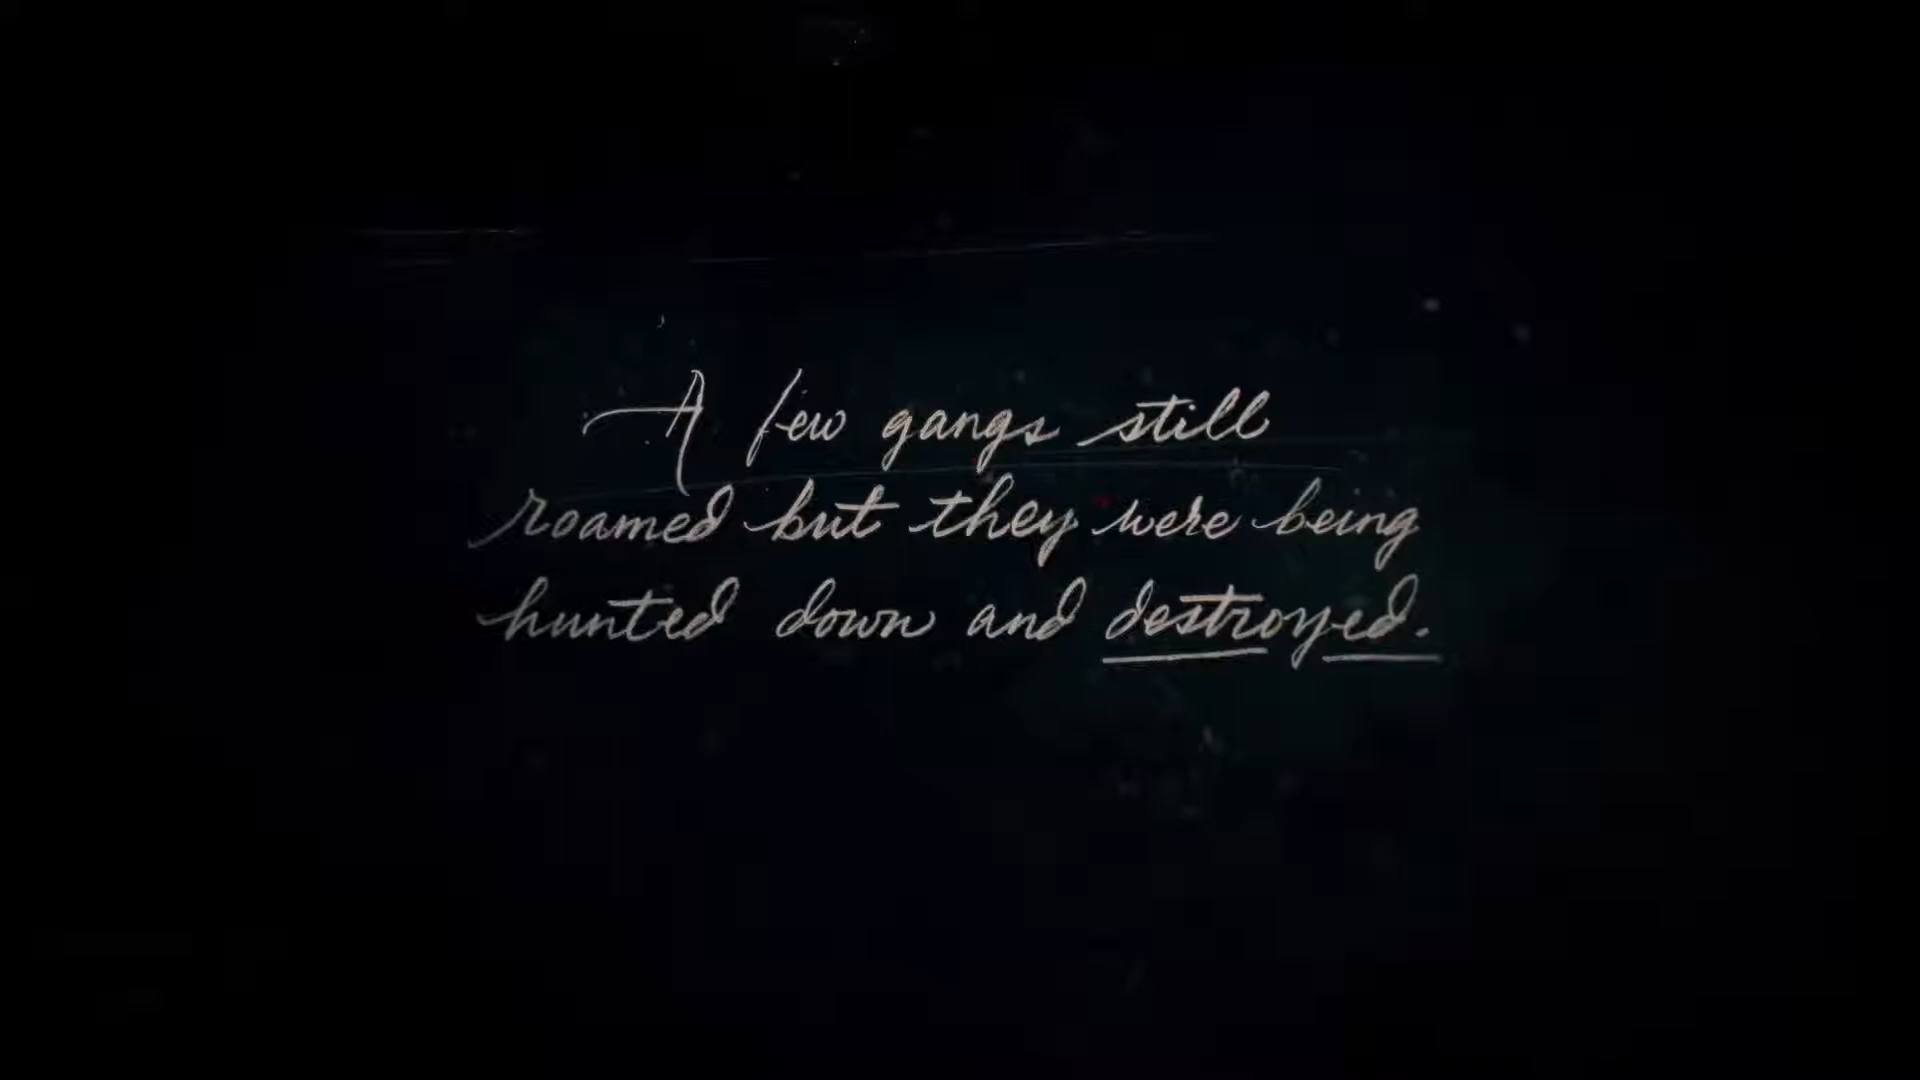 A few gangs still
roamed but they were being
hunted down and destroyed.